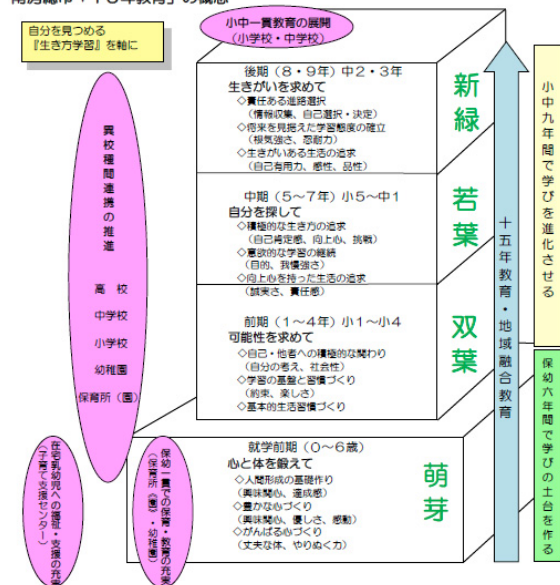 自分を見つめる
『生き方学習』を軸に
小中一貫教育の展開
(小学校・中学校)
異校種間連携の推進
高 校
中学校
小学校
幼稚園
保育所(園)
後期(8・9年)中2・3年
生きがいを求めて
◇責任ある進路選択
(情報収集、自己選択・決定)
◇将来を見据えた学習態度の確立
(根気強さ、忍耐力)
◇生きがいある生活の追求
(自己有用力、感性、品性)
新緑
中期(5~7年)小5~中1
自分を探して
◇積極的な生き方の追求
(自己肯定感、向上心、挑戦)
◇意欲的な学習の継続
(目的、我慢強さ)
◇向上心を持った生活の追求
(誠実さ、責任感)
若葉
前期(1~4年)小1~小4
可能性を求めて
◇自己・他者への積極的な関わり
(自分の考え、社会性)
◇学習の基盤と習慣づくり
(約束、楽しさ)
◇基本的生活習慣づくり
双葉
就学前期(0~6歳)
心と体を鍛えて
◇人間形成の基礎作り
(興味関心、達成感)
◇豊かな心づくり
(興味関心、優しさ、感動)
◇がんばる心づくり
(丈夫な体、やりぬく力)
萌芽
十五年教育・地域融合教育
小中九年間で学びを進化させる
保幼六年間で学びの土台を作る
在宅乳幼児への福祉・支援の充実
(子育て支援センター)
保幼一貫での保育・教育の充実
(保育所《園》・幼稚園)